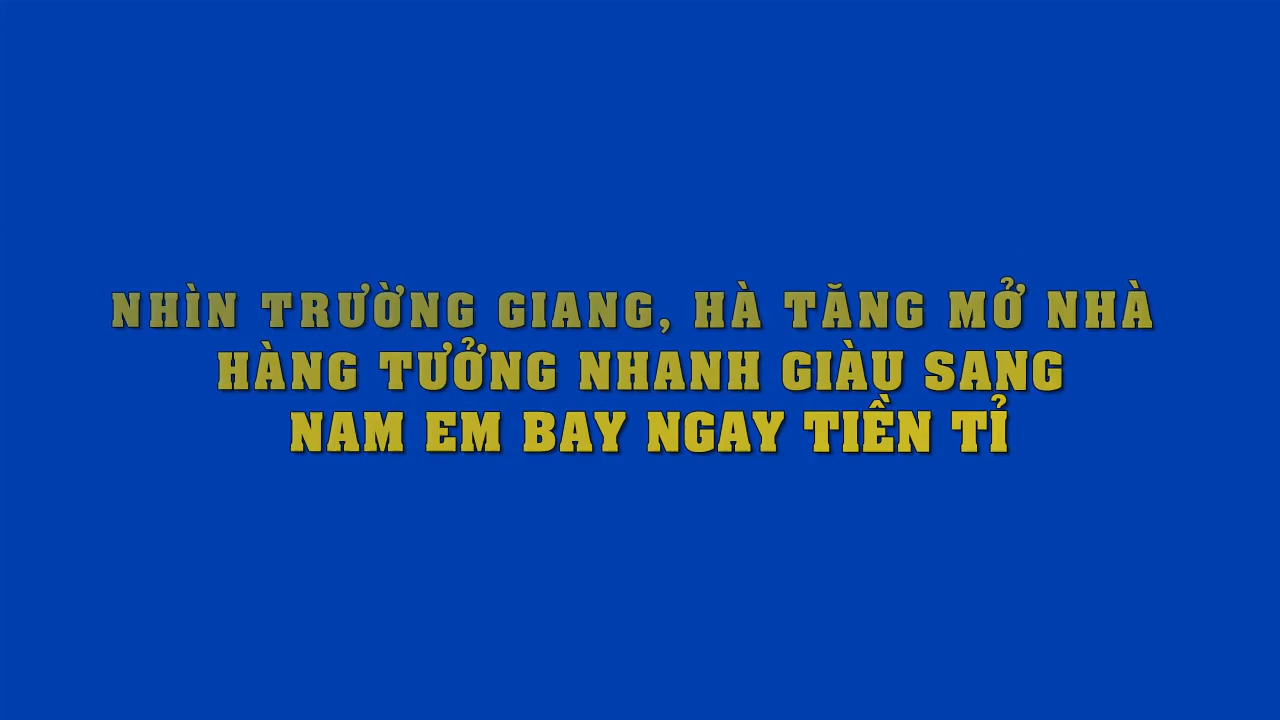 NHÌN TRƯỜNG GIANG, HÀ TĂNG MỞ NHÀ
HÀNG TƯỞNG NHANH GIÀU SANG
NAM EM BAY NGAY TIỀN TỈ